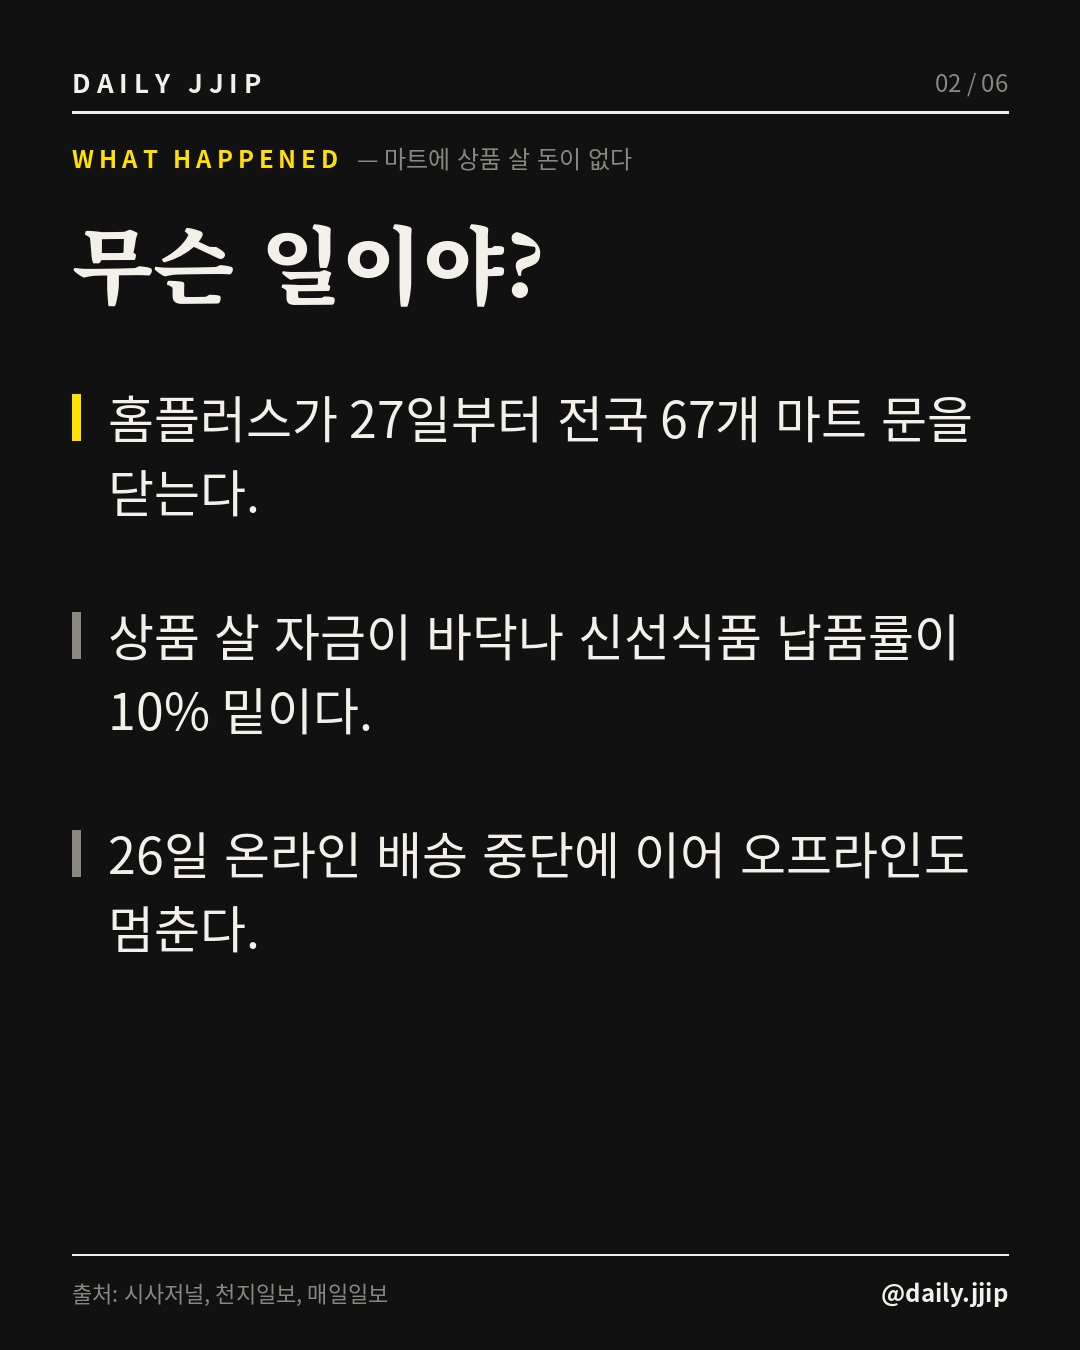 DAILY JJIP
02 / 06
WHAT HAPPENED — 마트에 상품 살 돈이 없다
무슨 일이야?
홈플러스가 27일부터 전국 67개 마트 문을
닫는다.
상품 살 자금이 바닥나 신선식품 납품률이
10% 밑이다.
26일 온라인 배송 중단에 이어 오프라인도
멈춘다.
출처: 시사저널, 천지일보, 매일일보
@daily.jjip